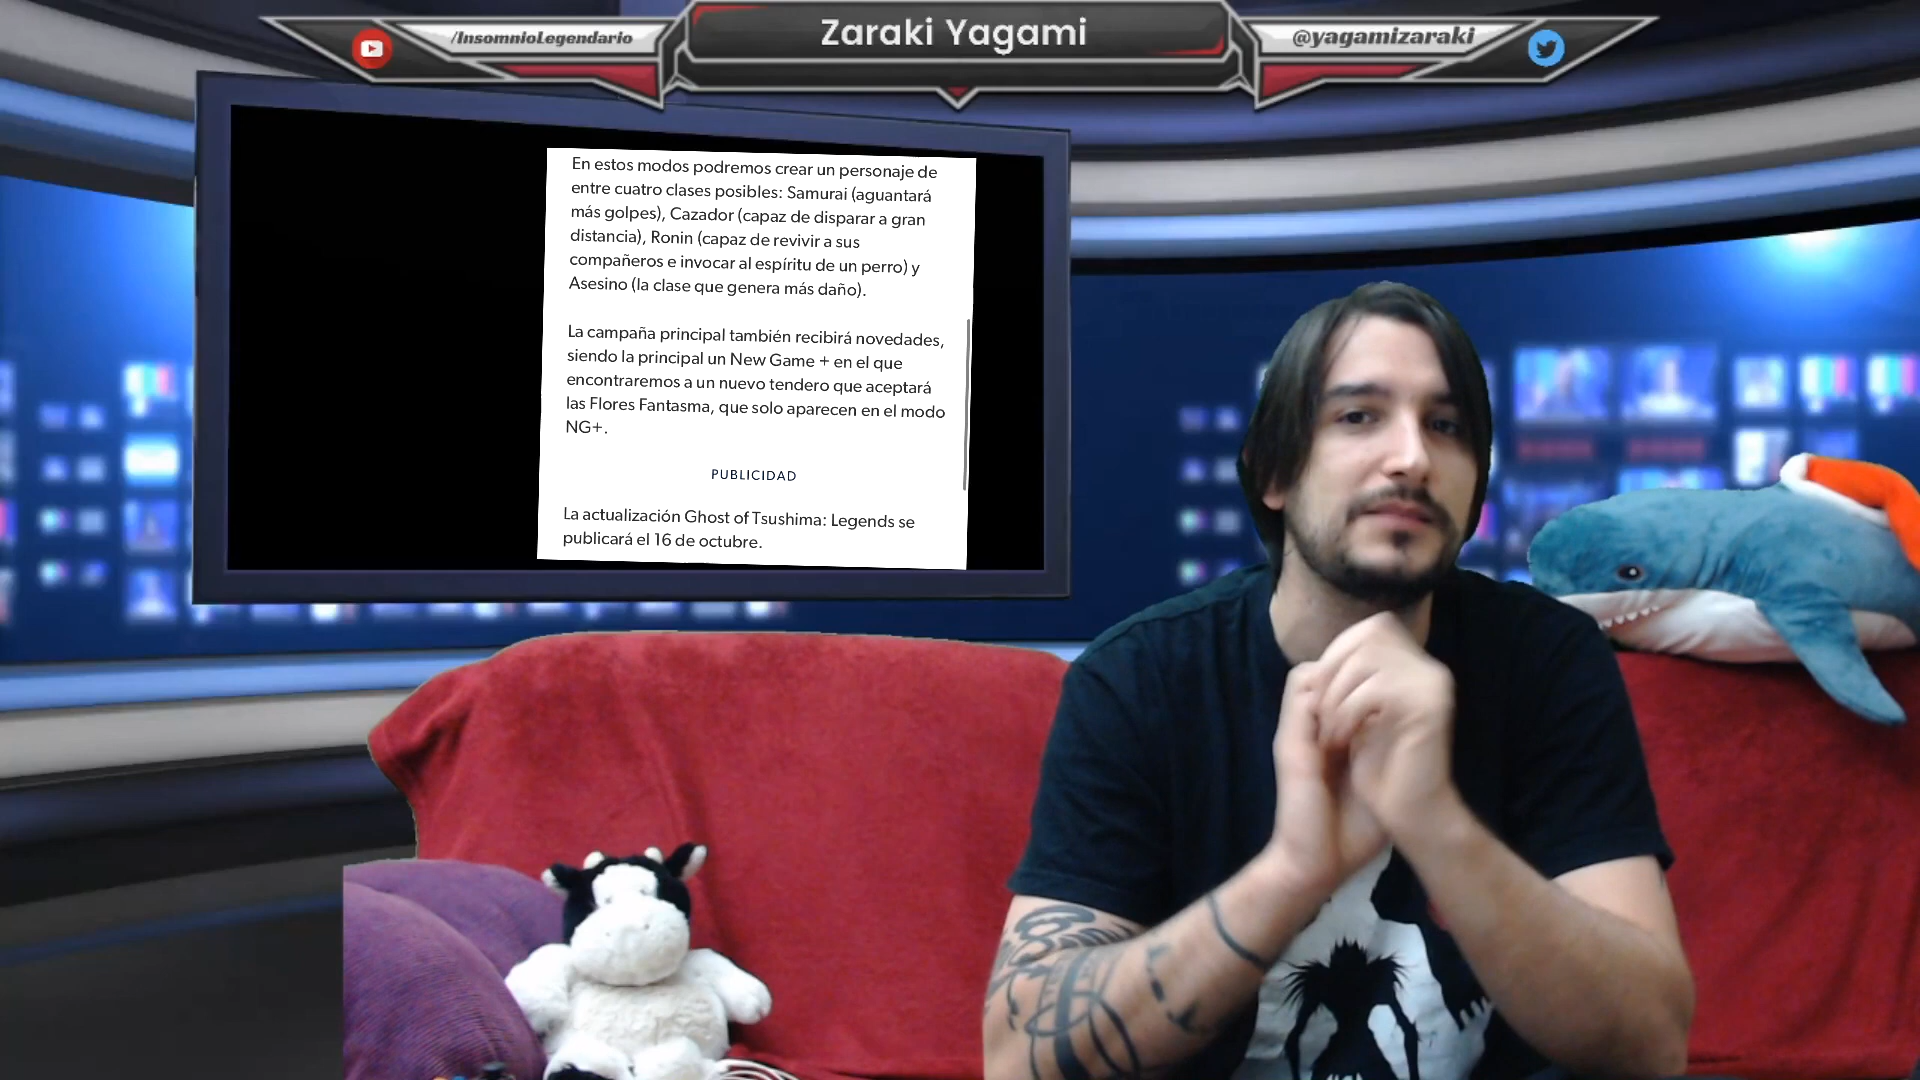 Zaraki Yagami
/InsomnioLegendario
@yagamizaraki
En estos modos podremos crear un personaje de
entre cuatro clases posibles: Samurai (aguantará
más golpes), Cazador (capaz de disparar a gran
distancia), Ronin (capaz de revivir a sus
compañeros e invocar al espíritu de un perro) y
Asesino (la clase que genera más daño).
La campaña principal también recibirá novedades,
siendo la principal un New Game + en el que
encontraremos a un nuevo tendero que aceptará
las Flores Fantasma, que solo aparecen en el modo
NG+.
PUBLICIDAD
La actualización Ghost of Tsushima: Legends se
publicará el 16 de octubre.